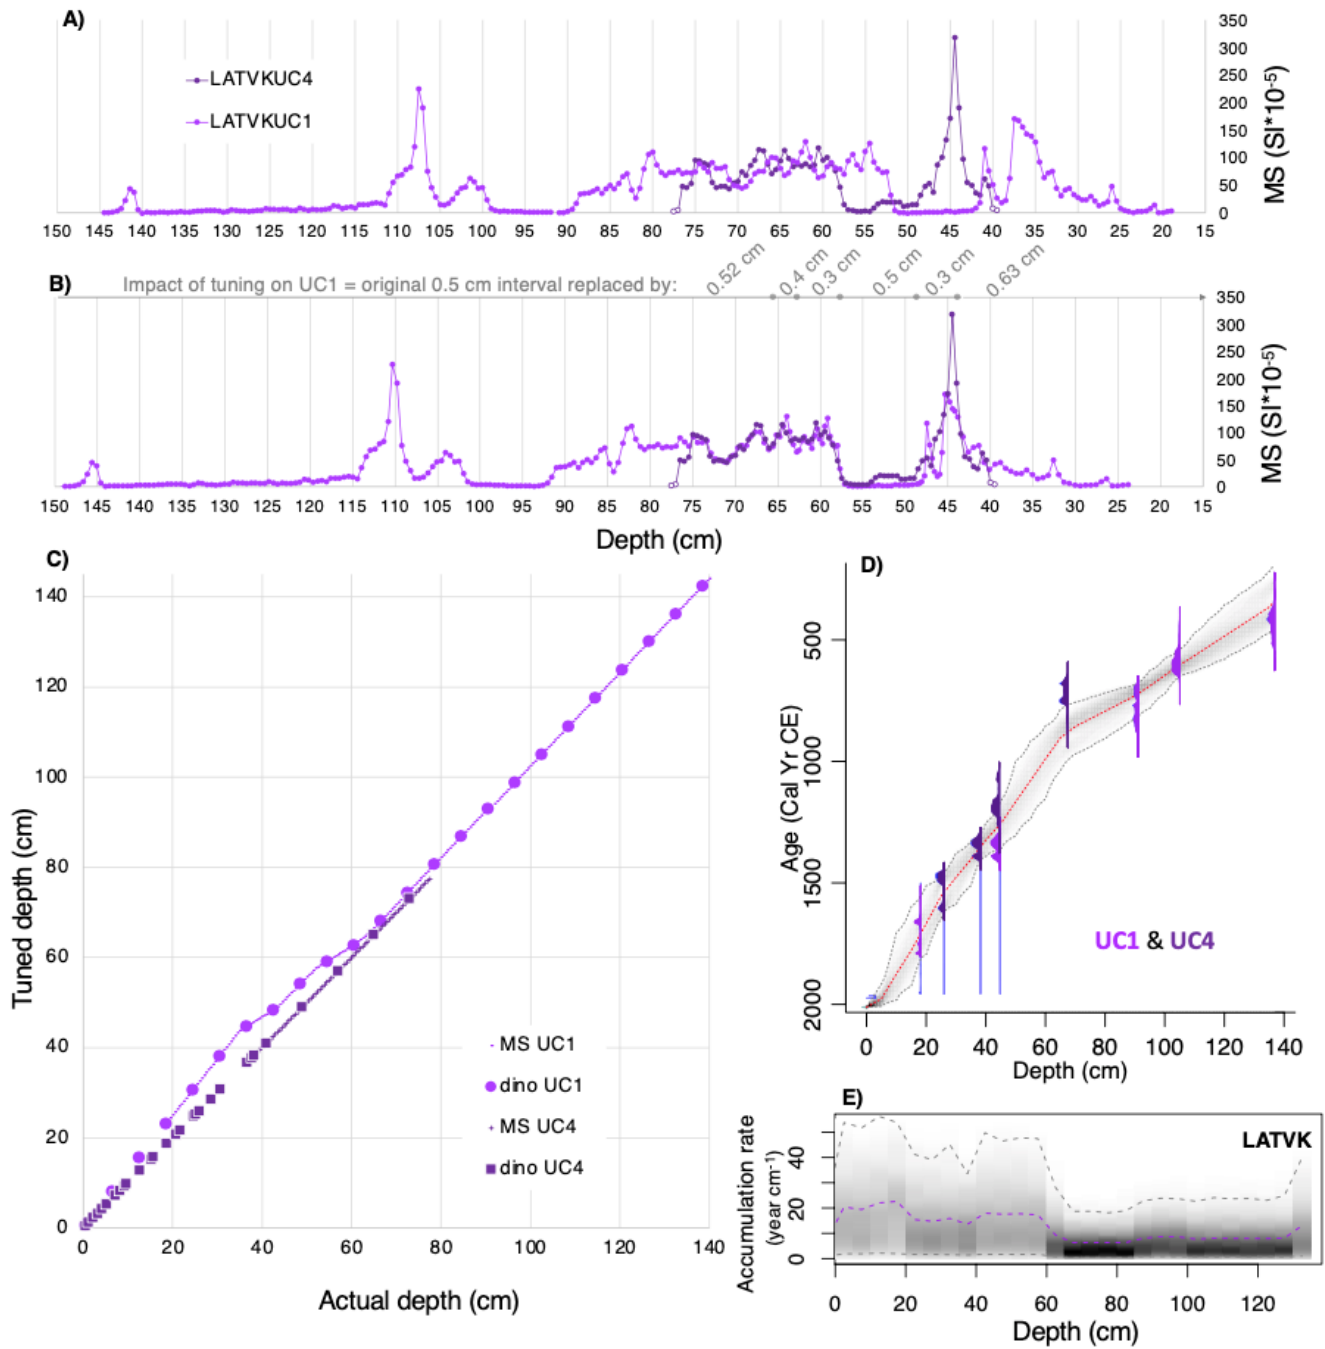 A)
350
300
250
200
150
100
50
0
MS (SI*10-5)
LATVKUC4
LATVKUC1
150 145 140 135 130 125 120 115 110 105 100 95 90 85 80 75 70 65 60 55 50 45 40 35 30 25 20 15
B)
Impact of tuning on UC1 = original 0.5 cm interval replaced by:
0.52 cm
0.4 cm
0.3 cm
0.5 cm
0.3 cm
0.63 cm
350
300
250
200
150
100
50
0
MS (SI*10-5)
150 145 140 135 130 125 120 115 110 105 100 95 90 85 80 75 70 65 60 55 50 45 40 35 30 25 20 15
Depth (cm)
C)
140
120
100
80
60
40
20
0
Tuned depth (cm)
MS UC1
dino UC1
MS UC4
dino UC4
0 20 40 60 80 100 120 140
Actual depth (cm)
D)
500
1000
1500
2000
Age (Cal Yr CE)
UC1 & UC4
0 20 40 60 80 100 120 140
Depth (cm)
E)
LATVK
Accumulation rate
(year cm-1)
40
20
0
0 20 40 60 80 100 120
Depth (cm)